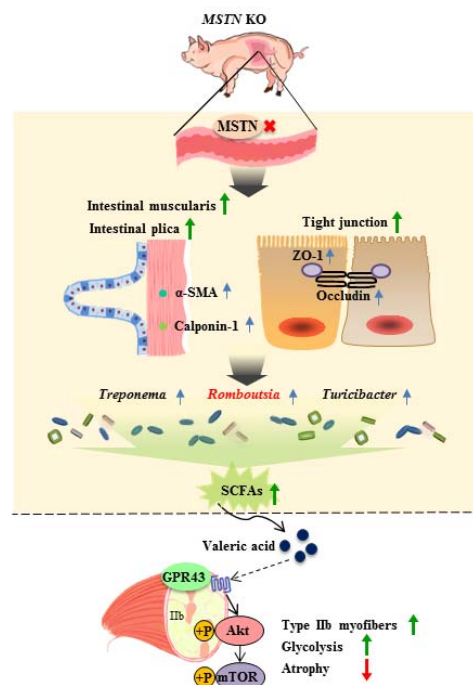 MSTN KO
MSTN
Intestinal muscularis
Intestinal plica
Tight junction
ZO-1
α-SMA
Occludin
Calponin-1
Treponema Romboutsia Turicibacter
SCFAs
Valeric acid
GPR43
IIb
+P Akt
Type IIb myofibers
Glycolysis
Atrophy
+P mTOR